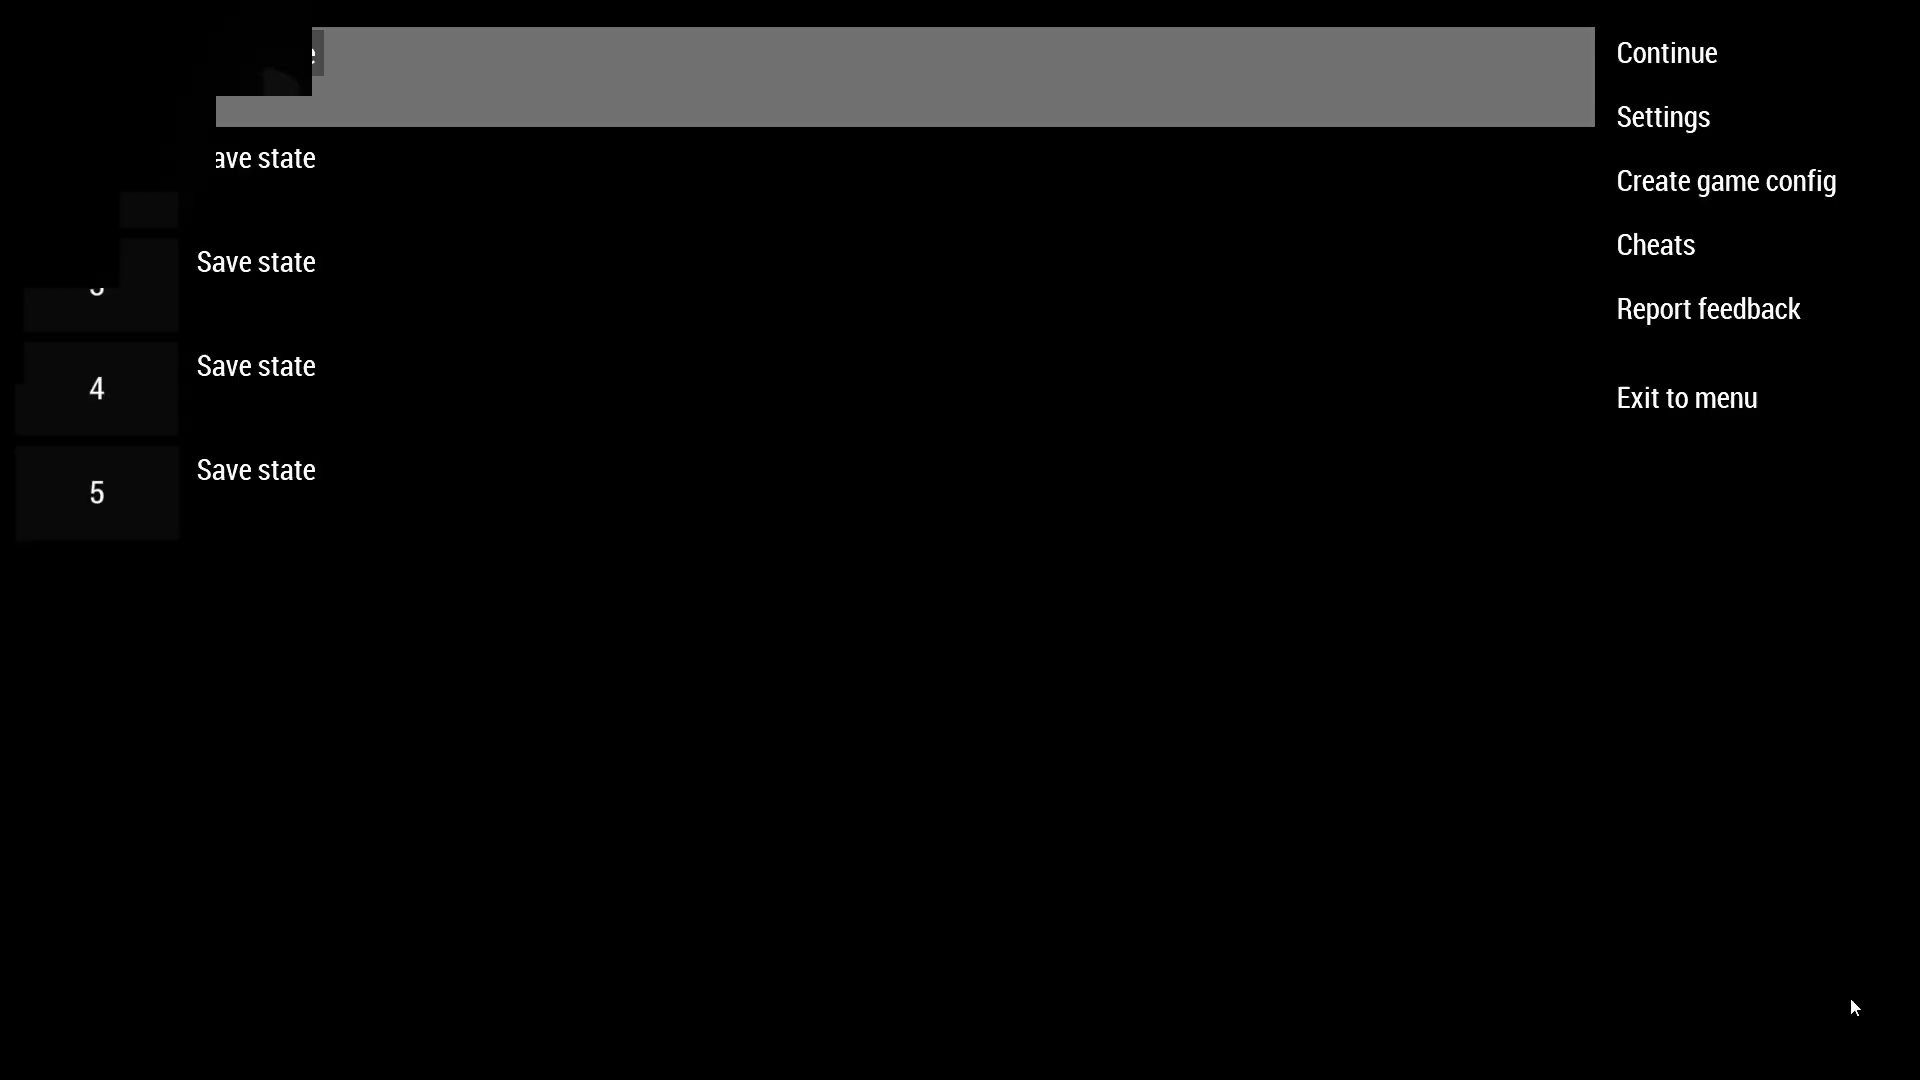 Continue
Settings
Create game config
Cheats
Report feedback
Exit to menu
ave state
Save state
4
Save state
5
Save state